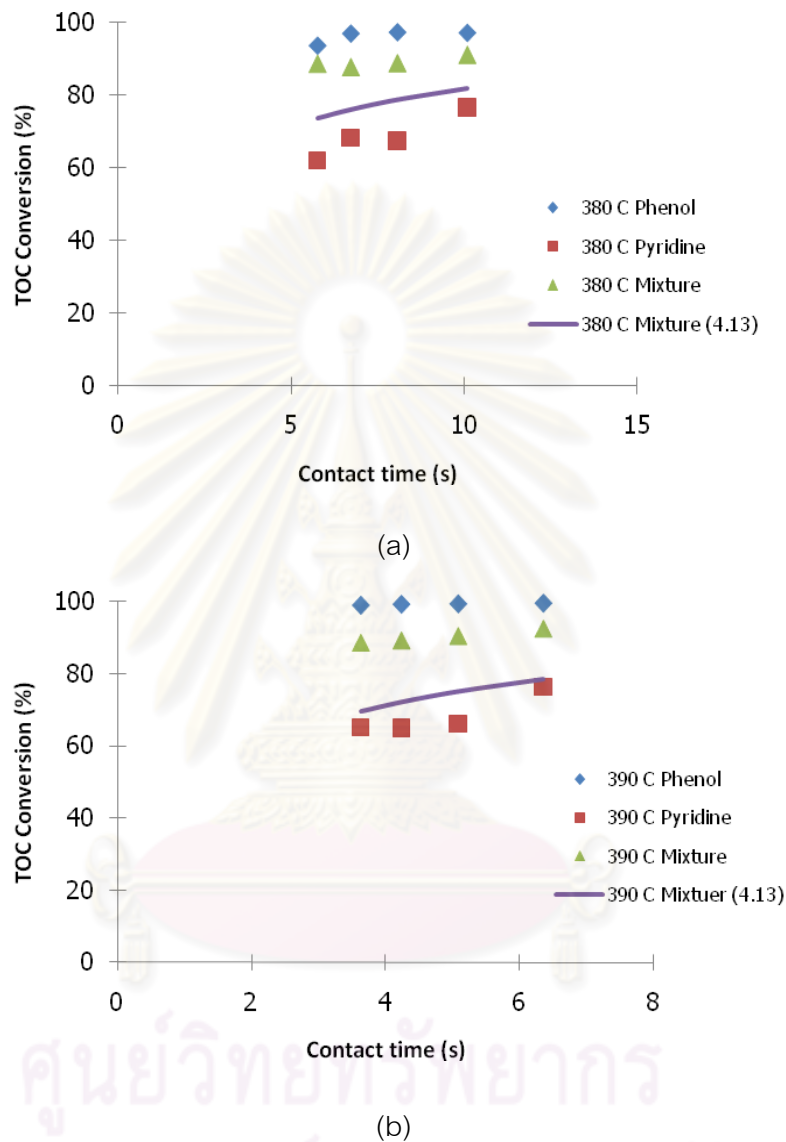 100
80
60
40
20
0
TOC Conversion (%)
380 C Phenol
380 C Pyridine
380 C Mixture
380 C Mixture (4.13)
0 5 10 15
Contact time (s)
(a)
100
80
60
40
20
0
TOC Conversion (%)
390 C Phenol
390 C Pyridine
390 C Mixture
390 C Mixtuer (4.13)
0 2 4 6 8
Contact time (s)
ศูนย์วิทยทรัพยากร
(b)